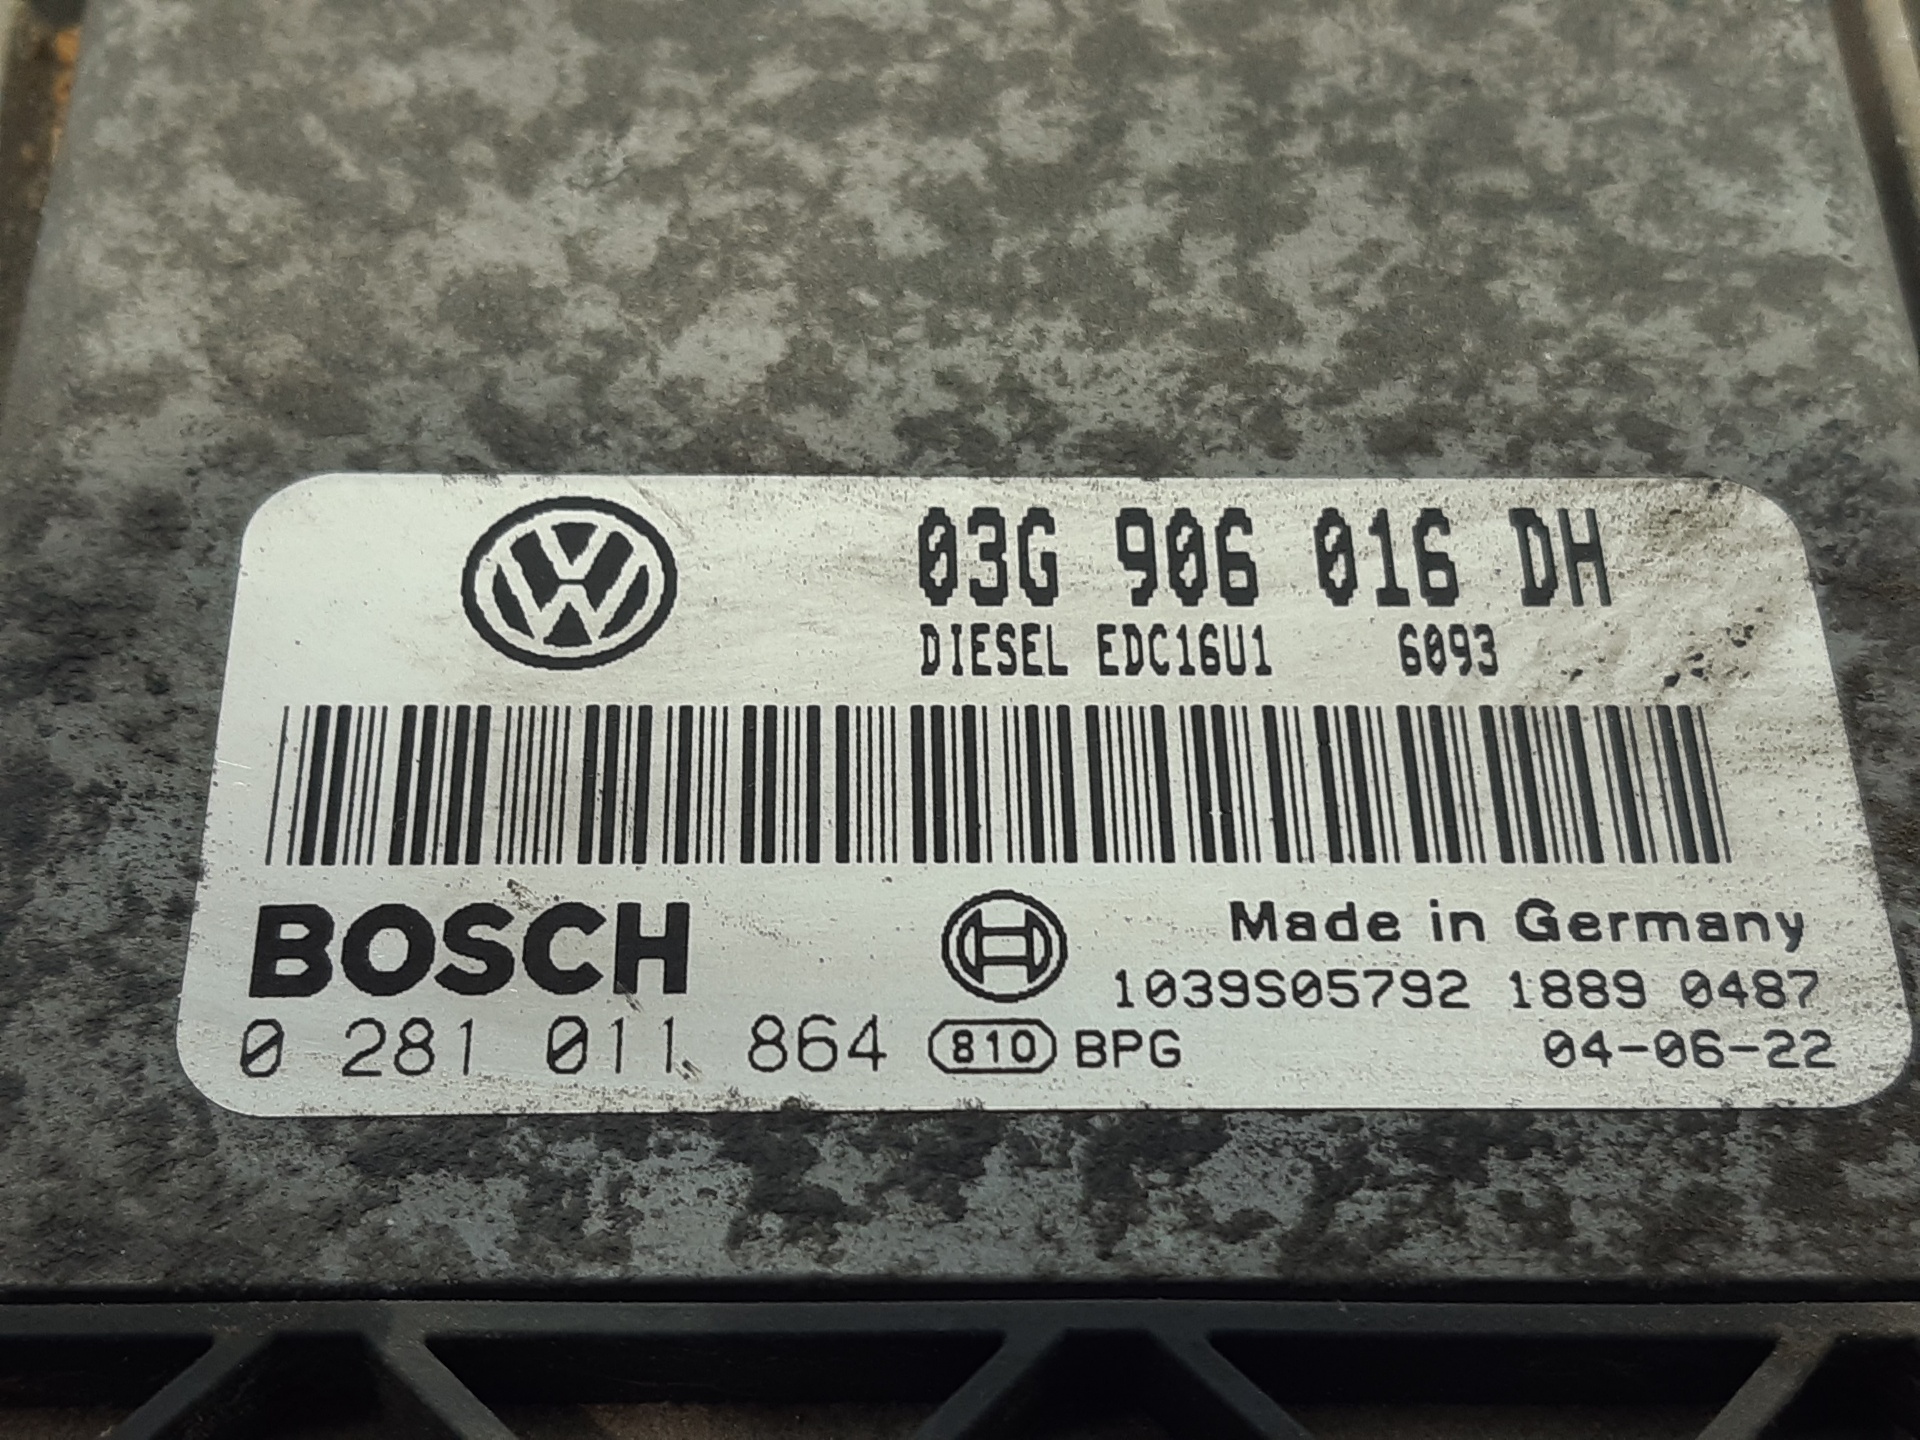 03G 906 016 DH
DIESEL EDC16U1 6093
BOSCH
Made in Germany
1039S05792 1889 0487
0 281 011 864 810 BPG 04-06-22